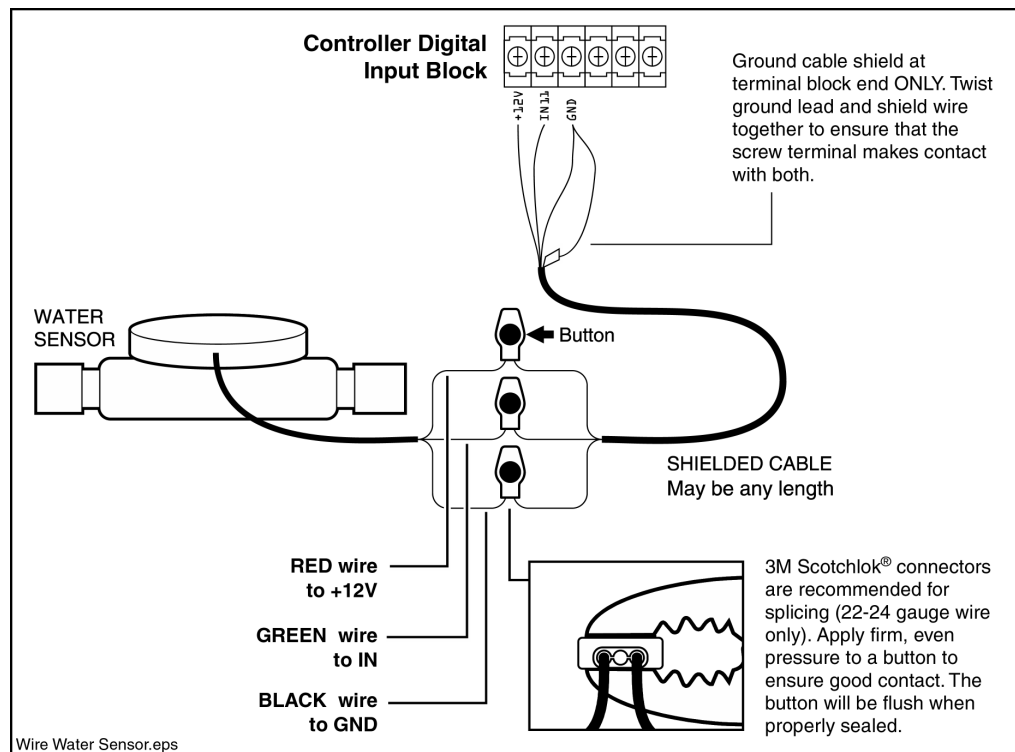 Controller Digital
Input Block
+12V
IN11
GND
Ground cable shield at
terminal block end ONLY. Twist
ground lead and shield wire
together to ensure that the
screw terminal makes contact
with both.
WATER
SENSOR
Button
SHIELDED CABLE
May be any length
RED wire
to +12V
GREEN wire
to IN
BLACK wire
to GND
3M Scotchlok® connectors
are recommended for
splicing (22-24 gauge wire
only). Apply firm, even
pressure to a button to
ensure good contact. The
button will be flush when
properly sealed.
Wire Water Sensor.eps